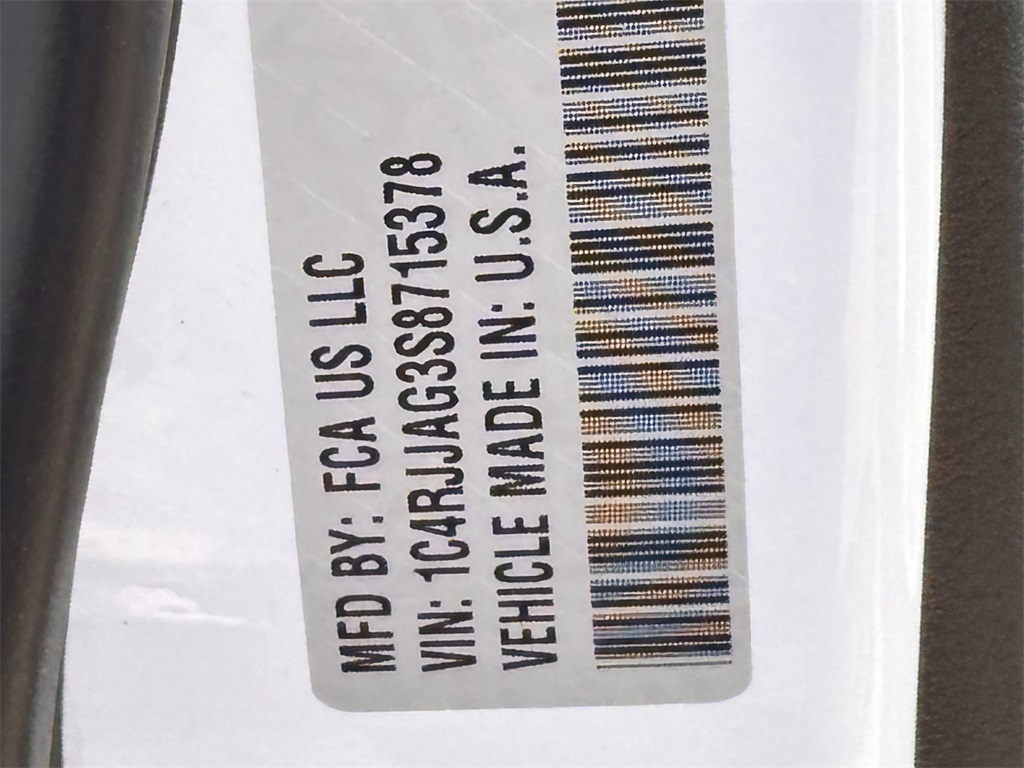 MFD BY: FCA US LLC
VIN: 1C4RJJAG3S8715378
VEHICLE MADE IN: U.S.A.